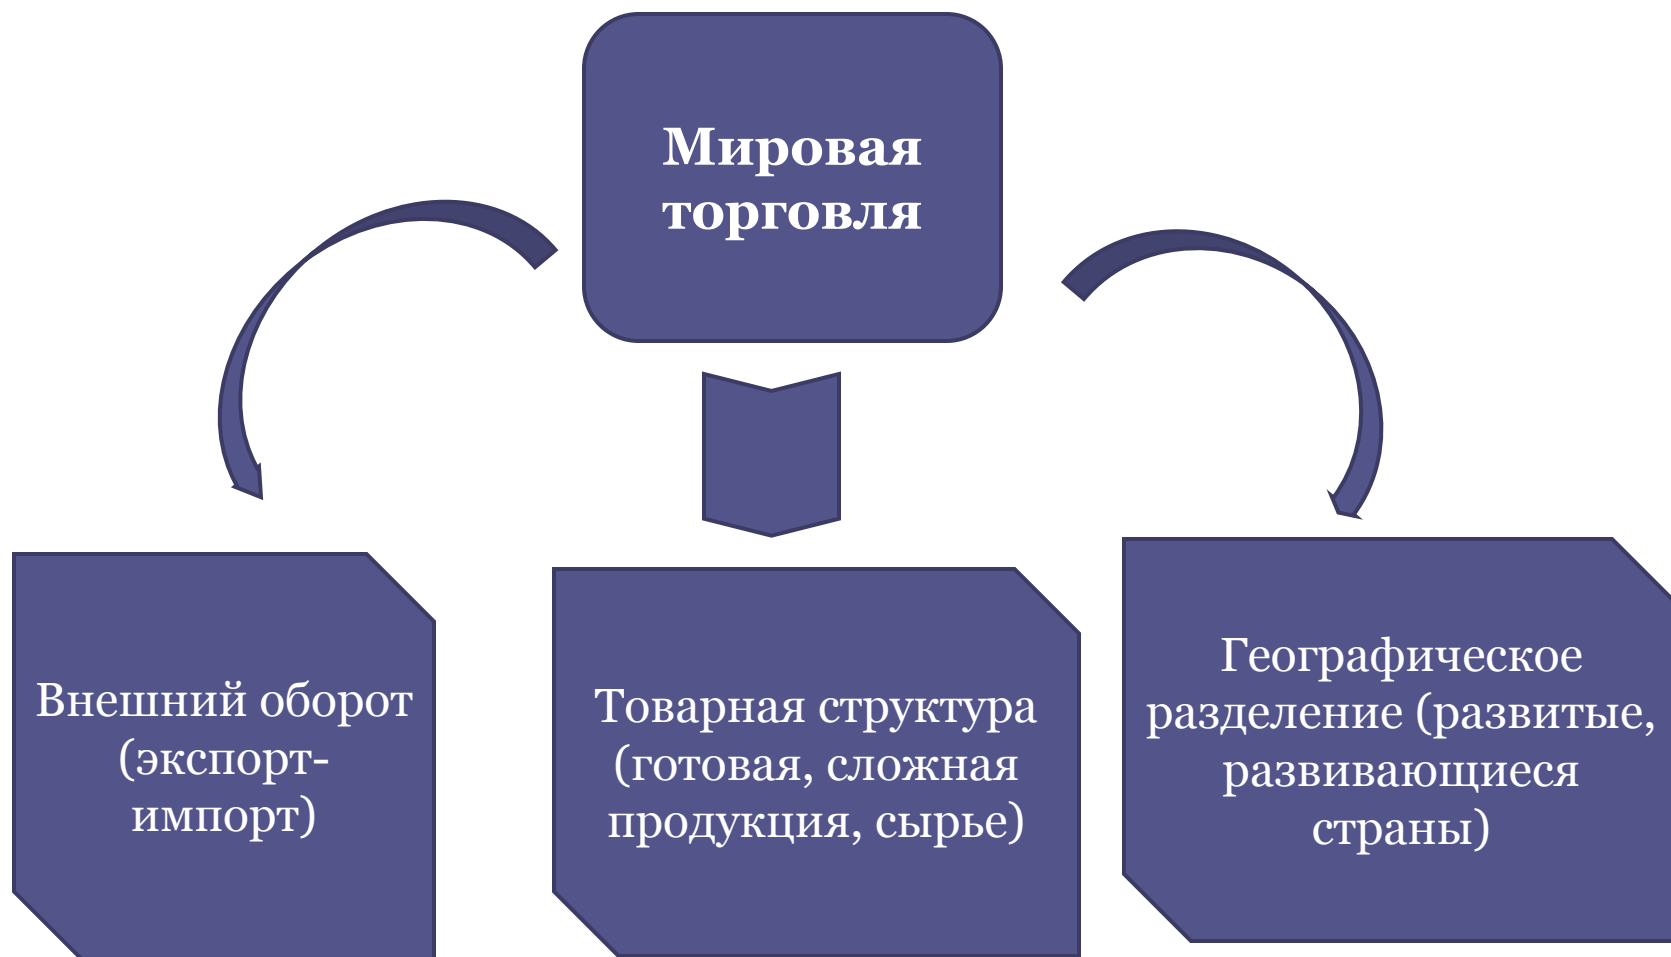 Мировая
торговля
Внешний оборот
(экспорт-
импорт)
Товарная структура
(готовая, сложная
продукция, сырье)
Географическое
разделение (развитые,
развивающиеся
страны)